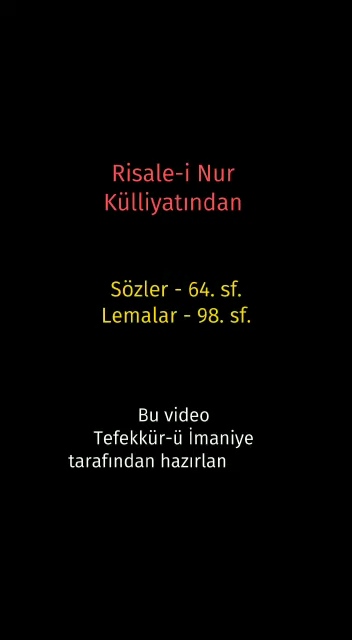 Risale-i Nur
Külliyatından
Sözler - 64. sf.
Lemalar - 98. sf.
Bu video
Tefekkür-ü İmaniye
tarafından hazırlan